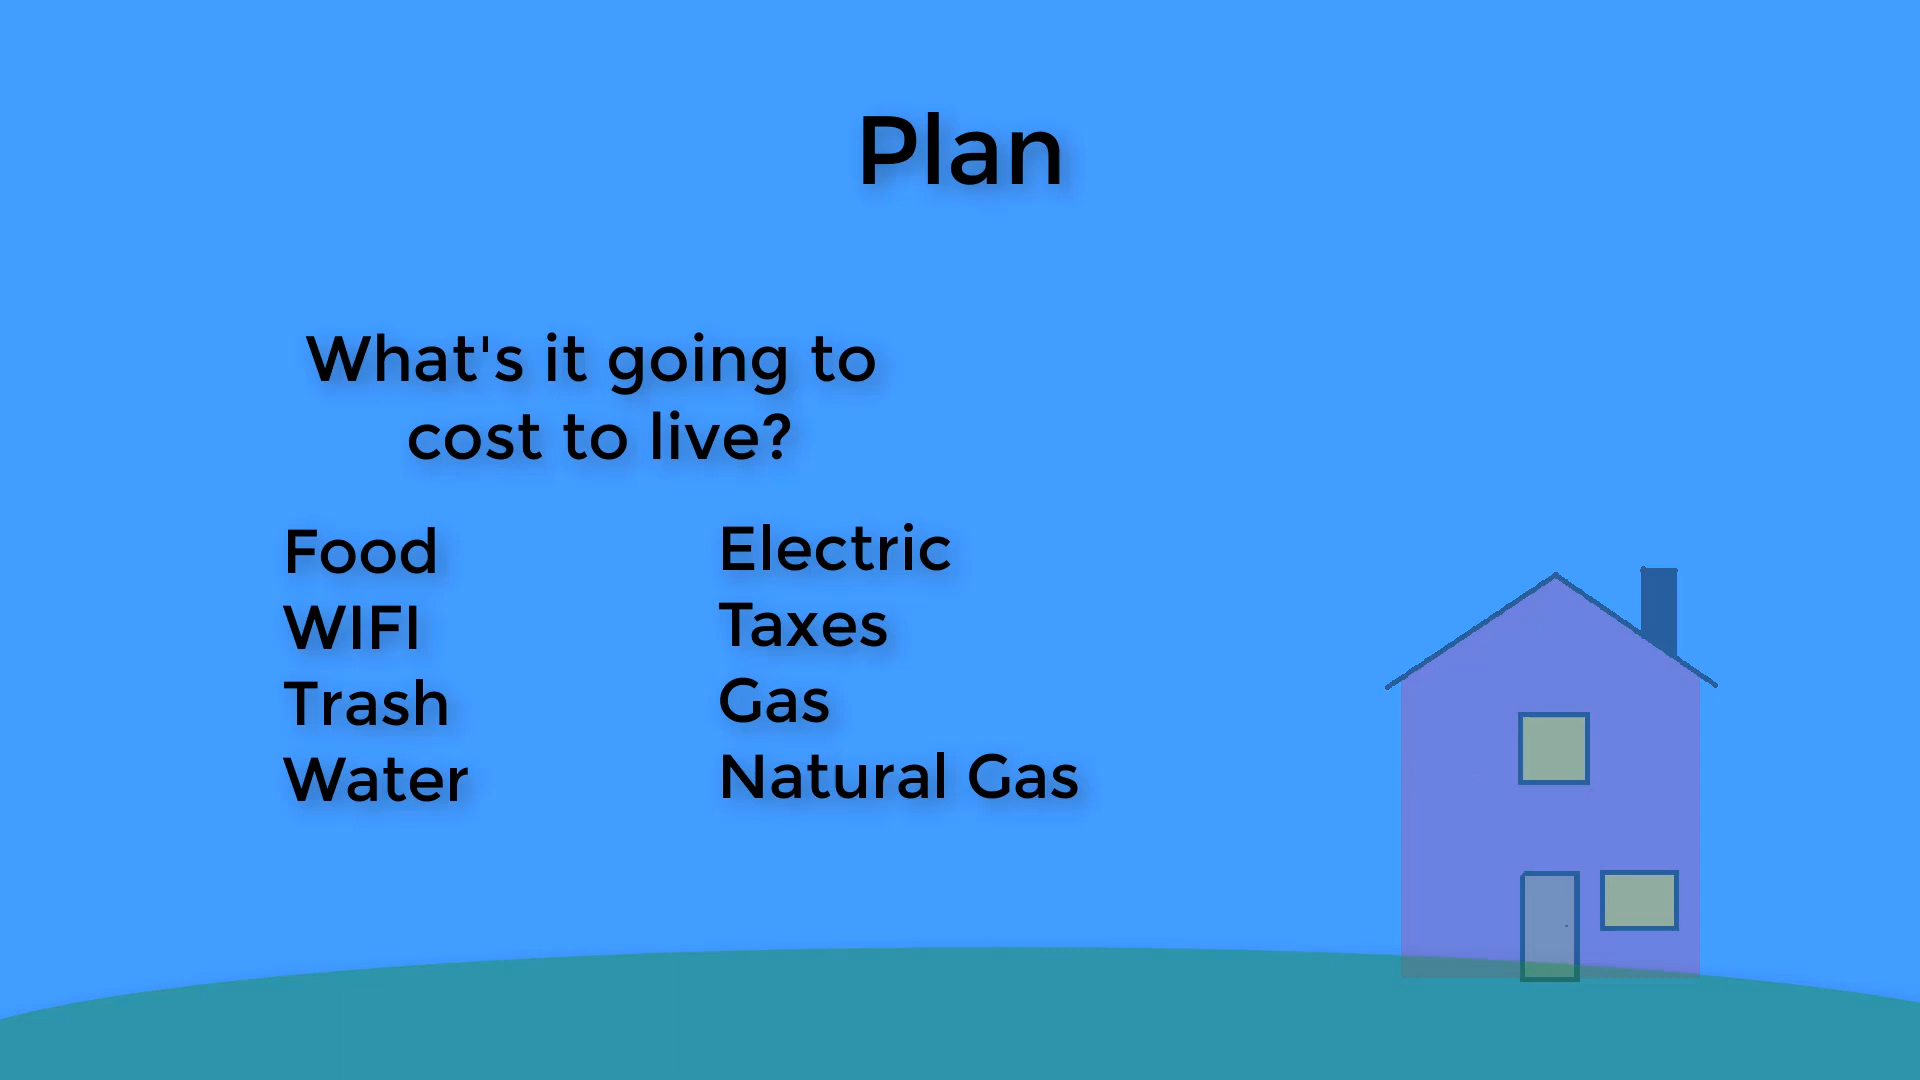 Plan
What's it going to
cost to live?
Food
WIFI
Trash
Water
Electric
Taxes
Gas
Natural Gas